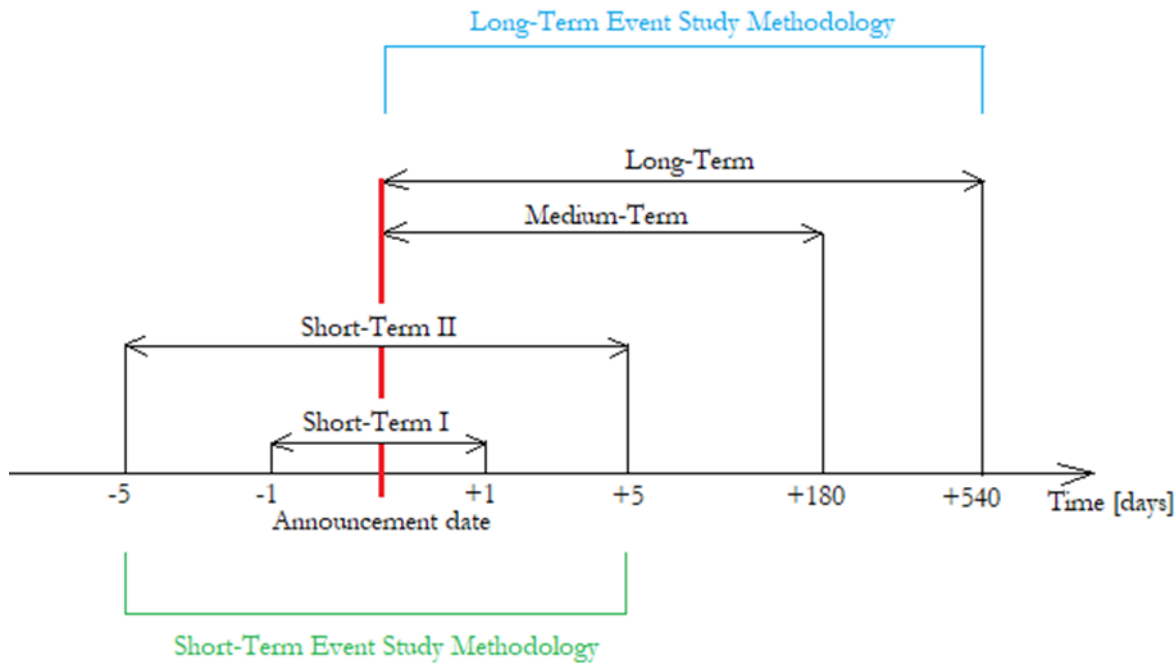 Long-Term Event Study Methodology
Long-Term
Medium-Term
Short-Term II
Short-Term I
-5 -1 +1 +5 +180 +540 Time [days]
Announcement date
Short-Term Event Study Methodology